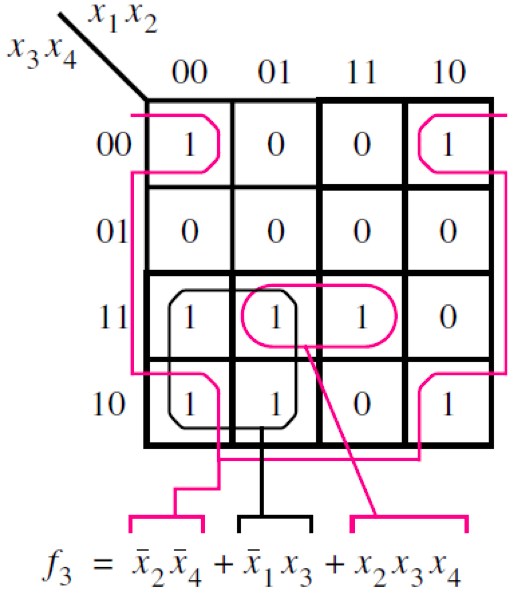 x₁x₂
x₃x₄
00 01 11 10
00 1 0 0 1
01 0 0 0 0
11 1 1 1 0
10 1 1 0 1
f₃ = x̄₂x̄₄ + x̄₁x₃ + x₂x₃x₄